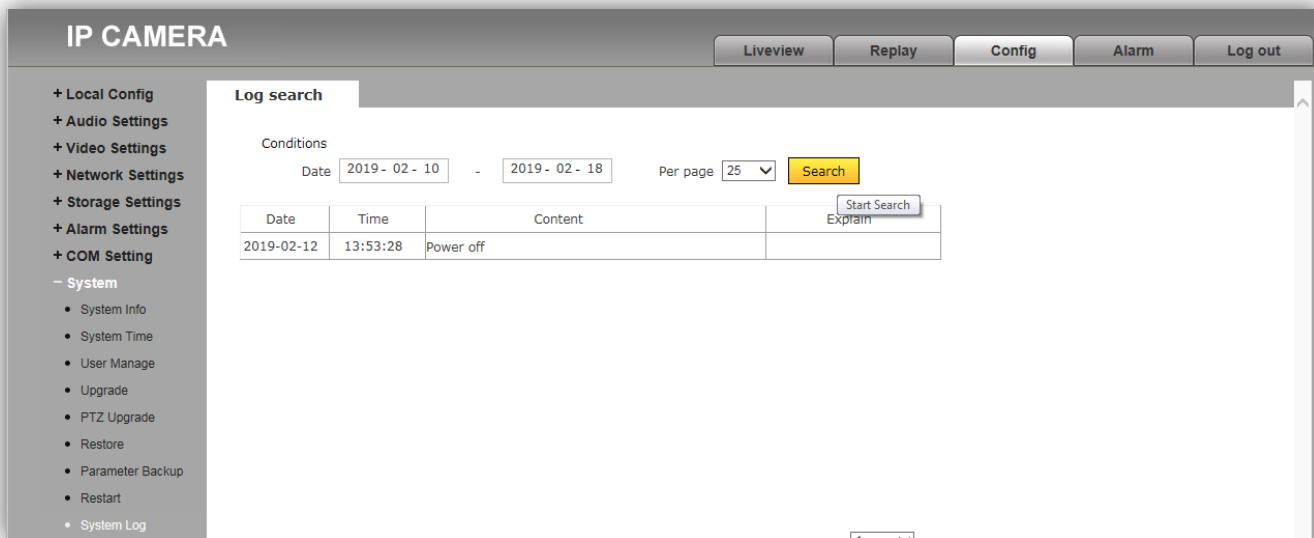 IP CAMERA
Liveview Replay Config Alarm Log out
+ Local Config
+ Audio Settings
+ Video Settings
+ Network Settings
+ Storage Settings
+ Alarm Settings
+ COM Setting
− System
• System Info
• System Time
• User Manage
• Upgrade
• PTZ Upgrade
• Restore
• Parameter Backup
• Restart
• System Log
Log search
Conditions
Date 2019 - 02 - 10 - 2019 - 02 - 18 Per page 25 Search
Start Search
Date Time Content Explain
2019-02-12 13:53:28 Power off